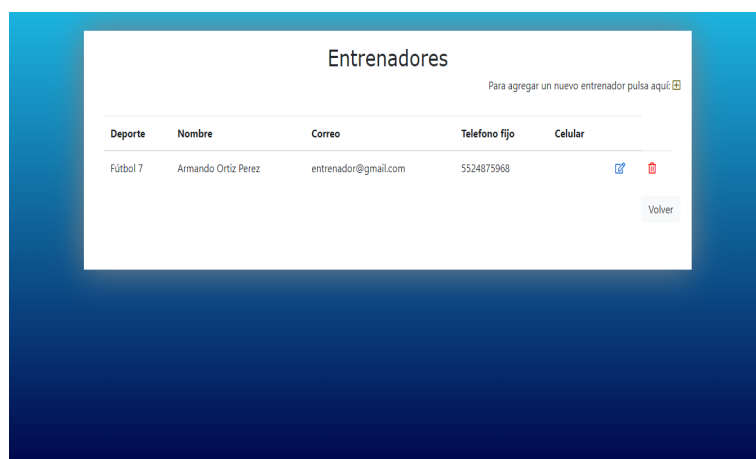 Entrenadores
Para agregar un nuevo entrenador pulsa aquí:
Deporte Nombre Correo Telefono fijo Celular
Fútbol 7 Armando Ortiz Perez entrenador@gmail.com 5524875968
Volver